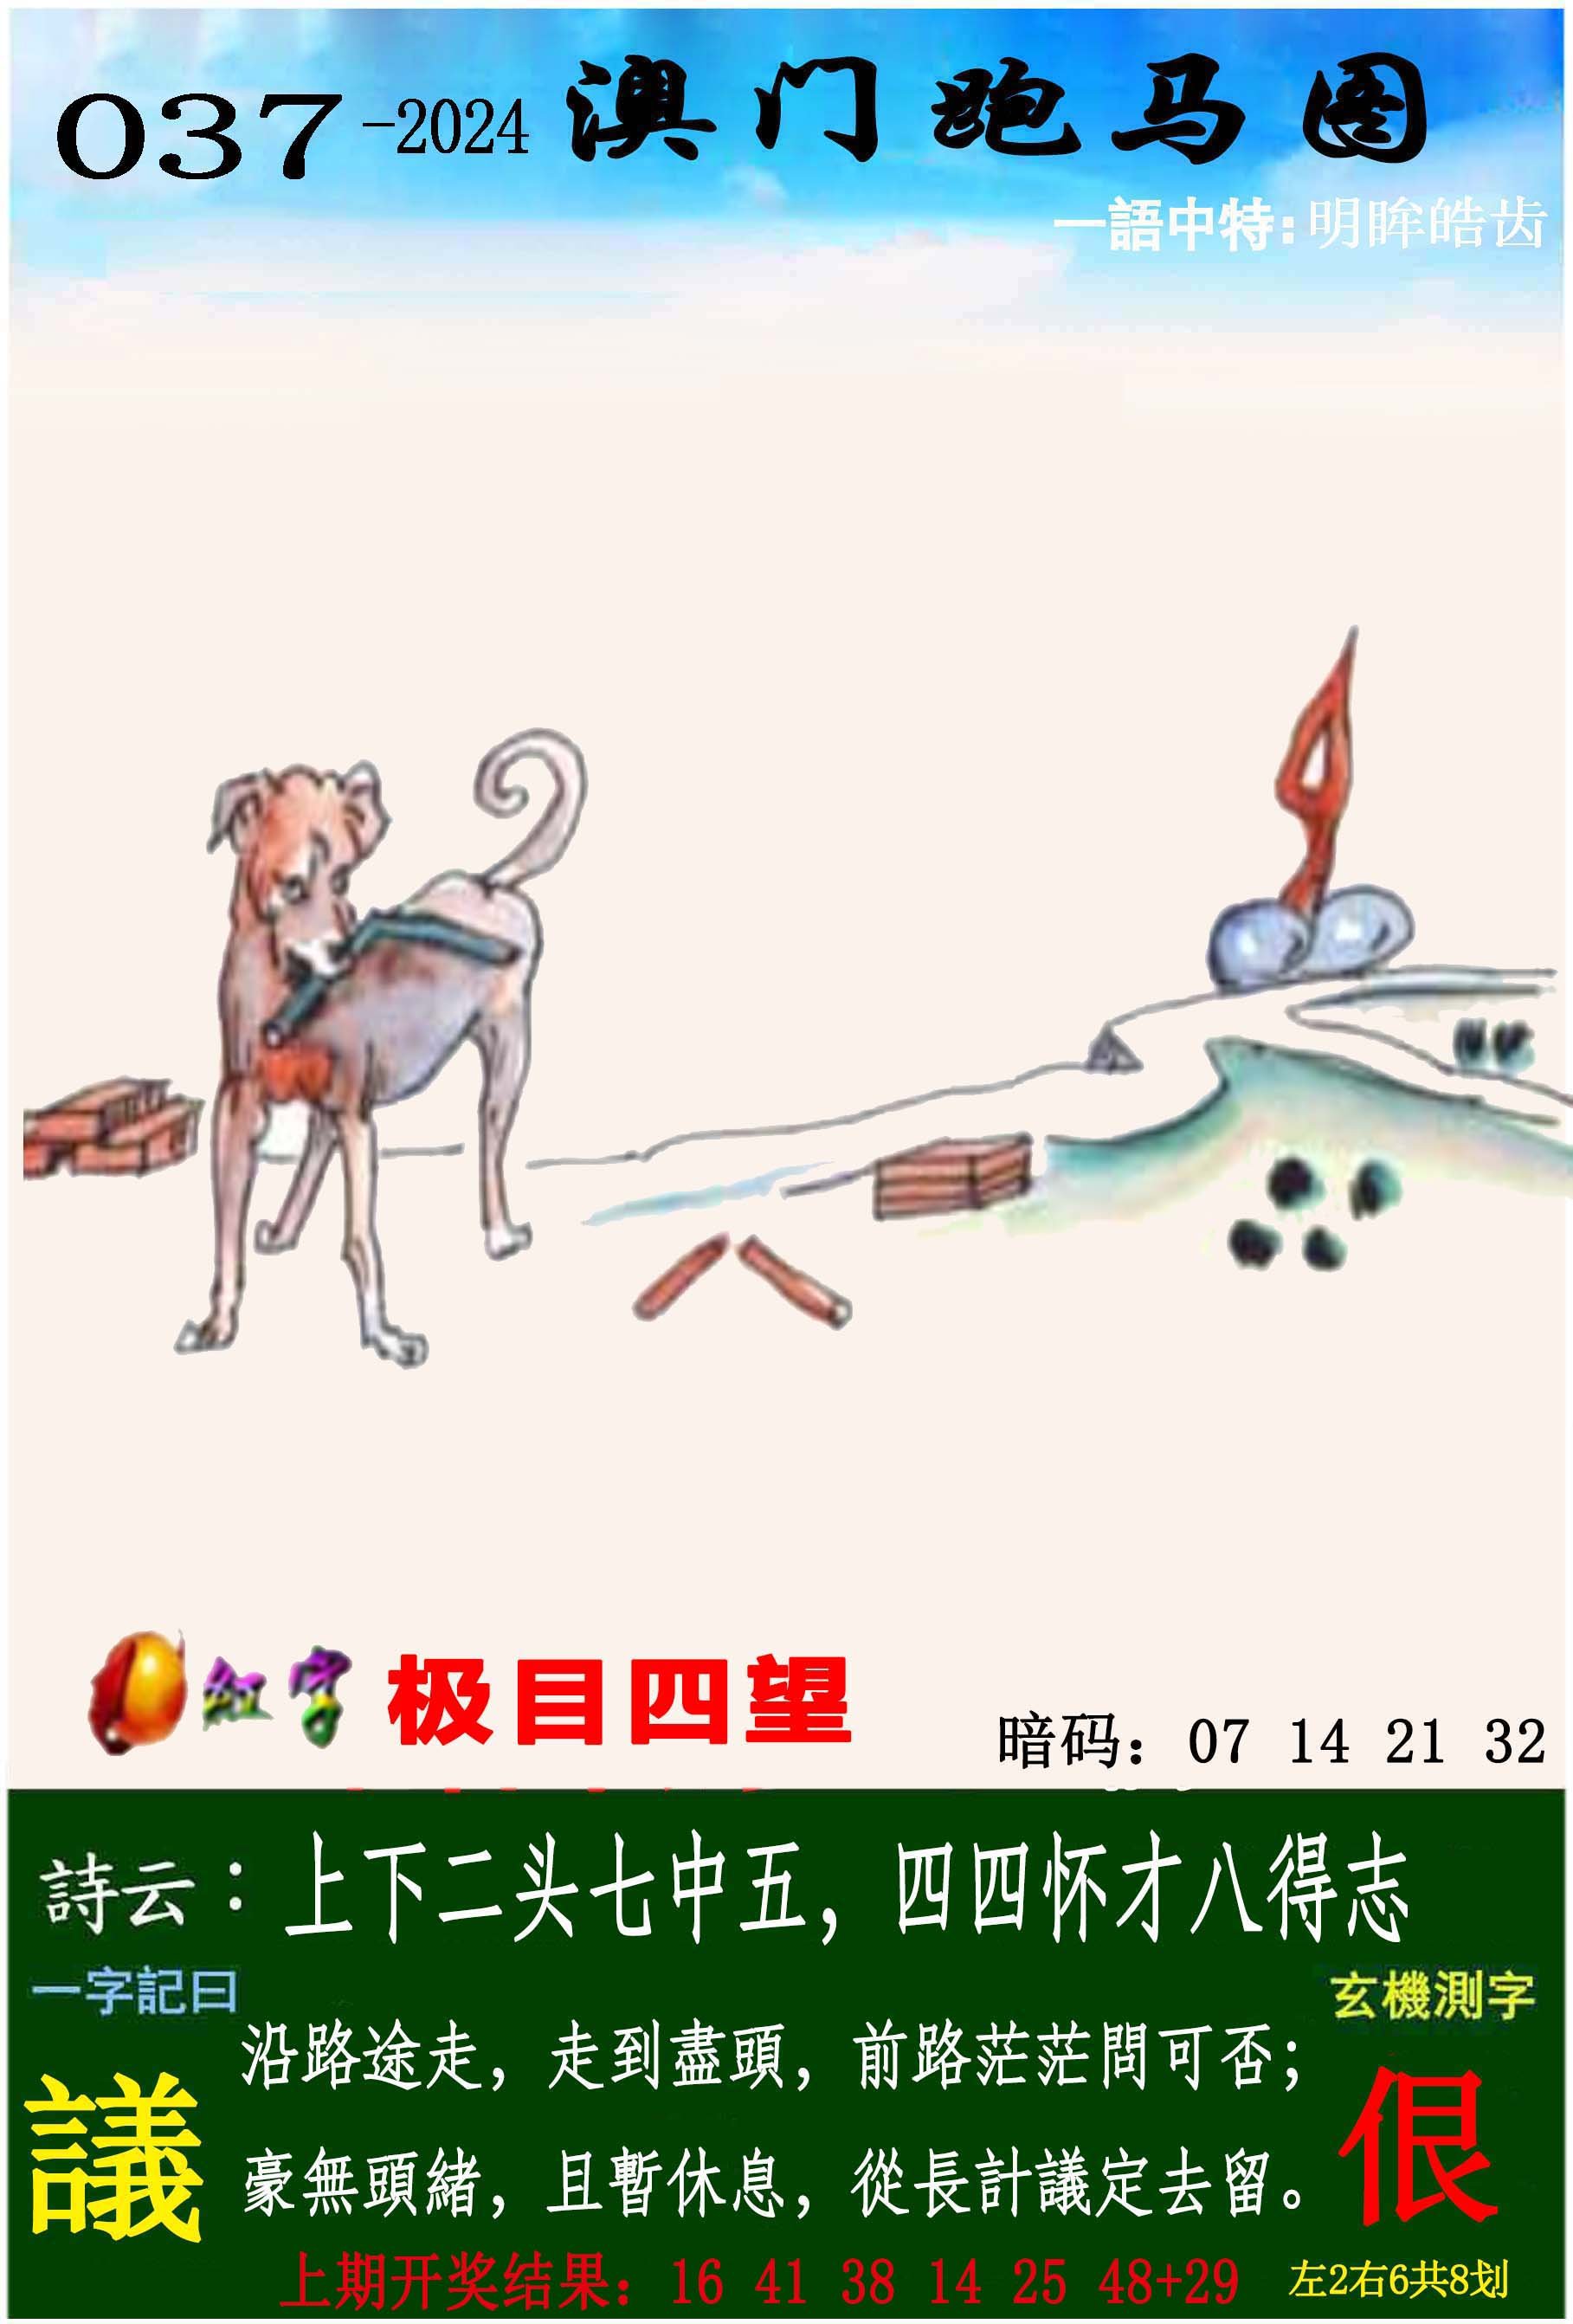 037-2024 澳门跑马图
一語中特:明眸皓齿
红字 极目四望
暗码: 07 14 21 32
詩云：上下二头七中五，四四怀才八得志
一字記曰
玄機測字
沿路途走，走到盡頭，前路茫茫問可否；
議
豪無頭緒，且暫休息，從長計議定去留。
佷
上期开奖结果: 16 41 38 14 25 48+29
左2右6共8划